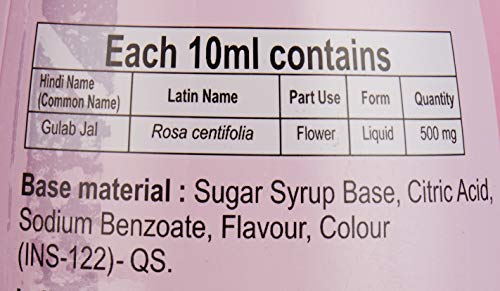 Each 10ml contains
Hindi Name (Common Name) Latin Name Part Use Form Quantity
Gulab Jal Rosa centifolia Flower Liquid 500 mg
Base material : Sugar Syrup Base, Citric Acid,
Sodium Benzoate, Flavour, Colour
(INS-122)- QS.